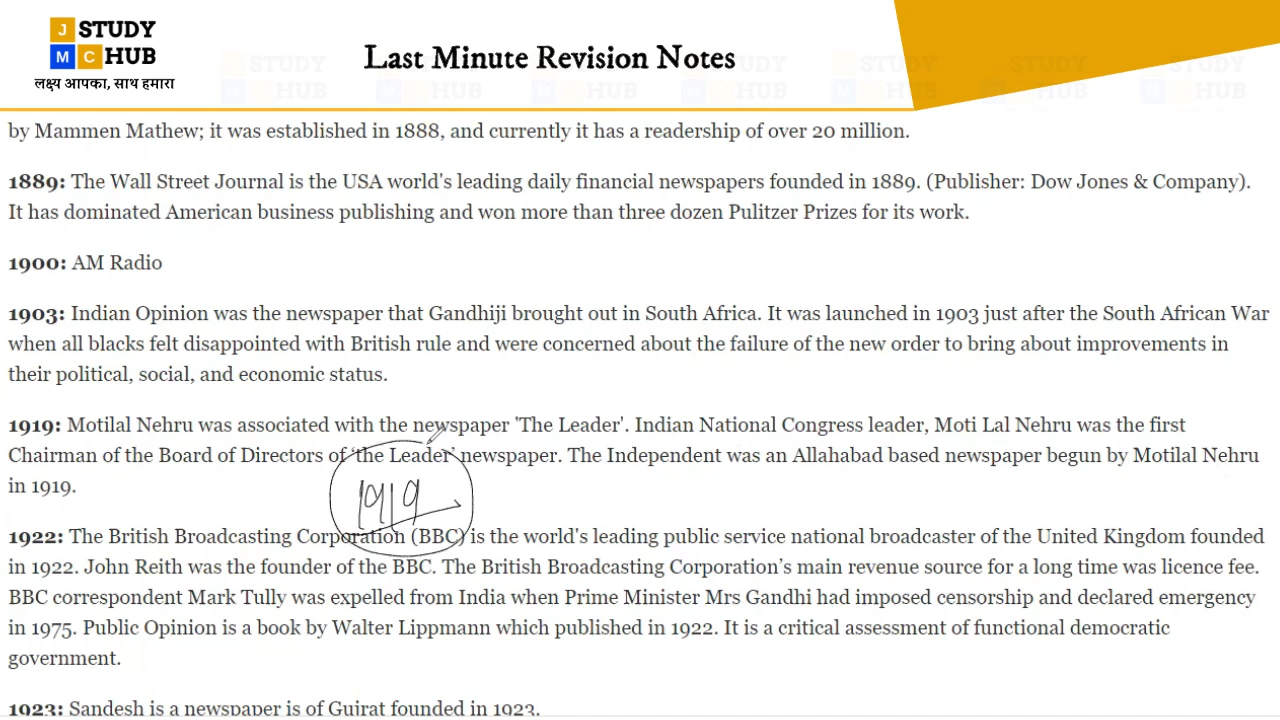 J STUDY
M C HUB
लक्ष्य आपका, साथ हमारा
Last Minute Revision Notes
by Mammen Mathew; it was established in 1888, and currently it has a readership of over 20 million.
1889: The Wall Street Journal is the USA world's leading daily financial newspapers founded in 1889. (Publisher: Dow Jones & Company).
It has dominated American business publishing and won more than three dozen Pulitzer Prizes for its work.
1900: AM Radio
1903: Indian Opinion was the newspaper that Gandhiji brought out in South Africa. It was launched in 1903 just after the South African War
when all blacks felt disappointed with British rule and were concerned about the failure of the new order to bring about improvements in
their political, social, and economic status.
1919: Motilal Nehru was associated with the newspaper 'The Leader'. Indian National Congress leader, Moti Lal Nehru was the first
Chairman of the Board of Directors of ‘the Leader’ newspaper. The Independent was an Allahabad based newspaper begun by Motilal Nehru
in 1919.
1919
1922: The British Broadcasting Corporation (BBC) is the world's leading public service national broadcaster of the United Kingdom founded
in 1922. John Reith was the founder of the BBC. The British Broadcasting Corporation’s main revenue source for a long time was licence fee.
BBC correspondent Mark Tully was expelled from India when Prime Minister Mrs Gandhi had imposed censorship and declared emergency
in 1975. Public Opinion is a book by Walter Lippmann which published in 1922. It is a critical assessment of functional democratic
government.
1923: Sandesh is a newspaper is of Gujrat founded in 1923.